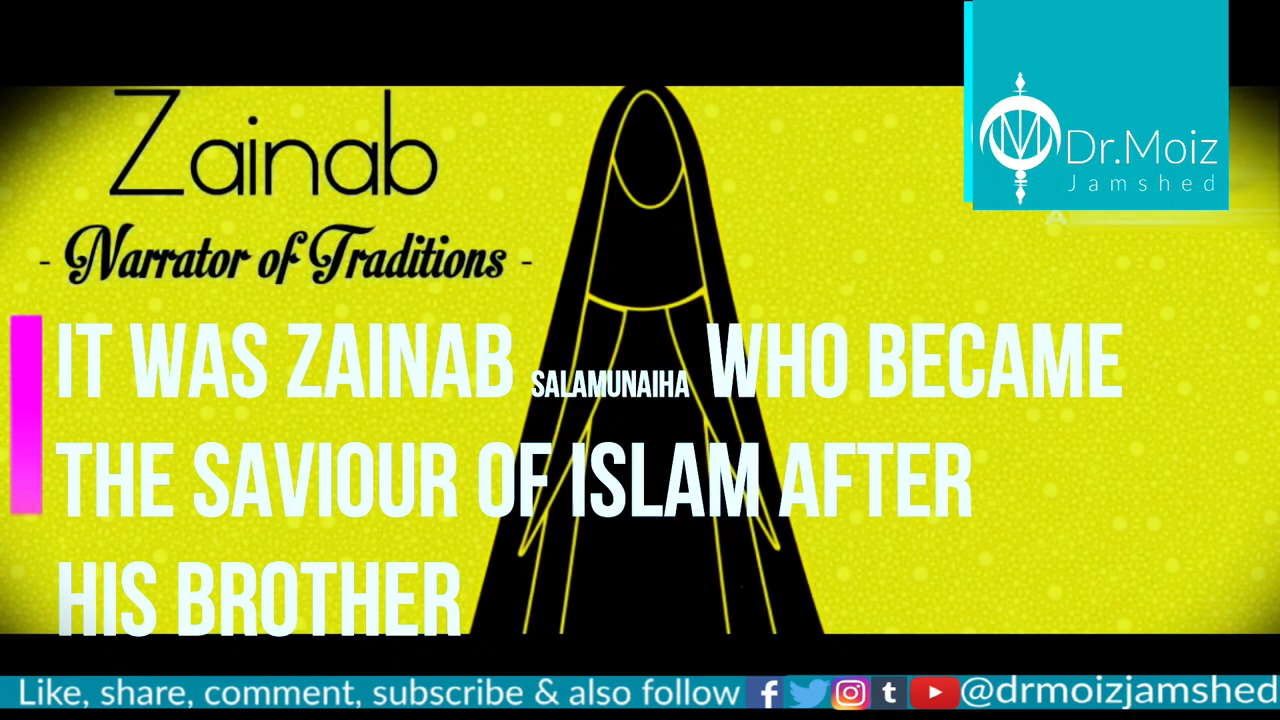 Zainab
- Narrator of Traditions -
Dr.Moiz
Jamshed
IT WAS ZAINAB SALAMUNAIHA WHO BECAME
THE SAVIOUR OF ISLAM AFTER
HIS BROTHER
Like, share, comment, subscribe & also follow @drmoizjamshed